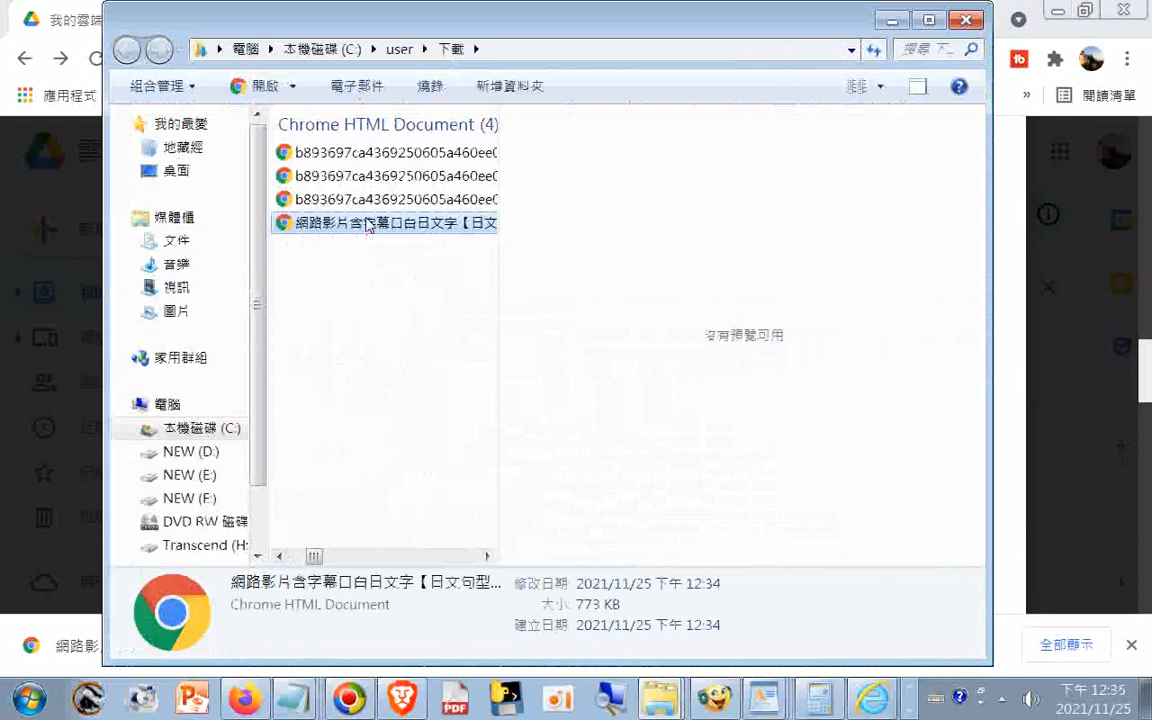 我的雲端
電腦 本機磁碟 (C:) user 下載
搜尋 下...
應用程式
閱讀清單
組合管理 開啟 電子郵件 燒錄 新增資料夾
我的最愛
地藏經
桌面
媒體櫃
文件
音樂
視訊
圖片
家用群組
電腦
本機磁碟 (C:)
NEW (D:)
NEW (E:)
NEW (F:)
DVD RW 磁碟
Transcend (H:
Chrome HTML Document (4)
b893697ca4369250605a460ee0
b893697ca4369250605a460ee0
b893697ca4369250605a460ee0
網路影片含字幕口白日文字【日文
沒有預覽可用
網路影片含字幕口白日文字【日文句型...
Chrome HTML Document
修改日期: 2021/11/25 下午 12:34
大小: 773 KB
建立日期: 2021/11/25 下午 12:34
網路影
全部顯示
PDF
下午 12:35
2021/11/25